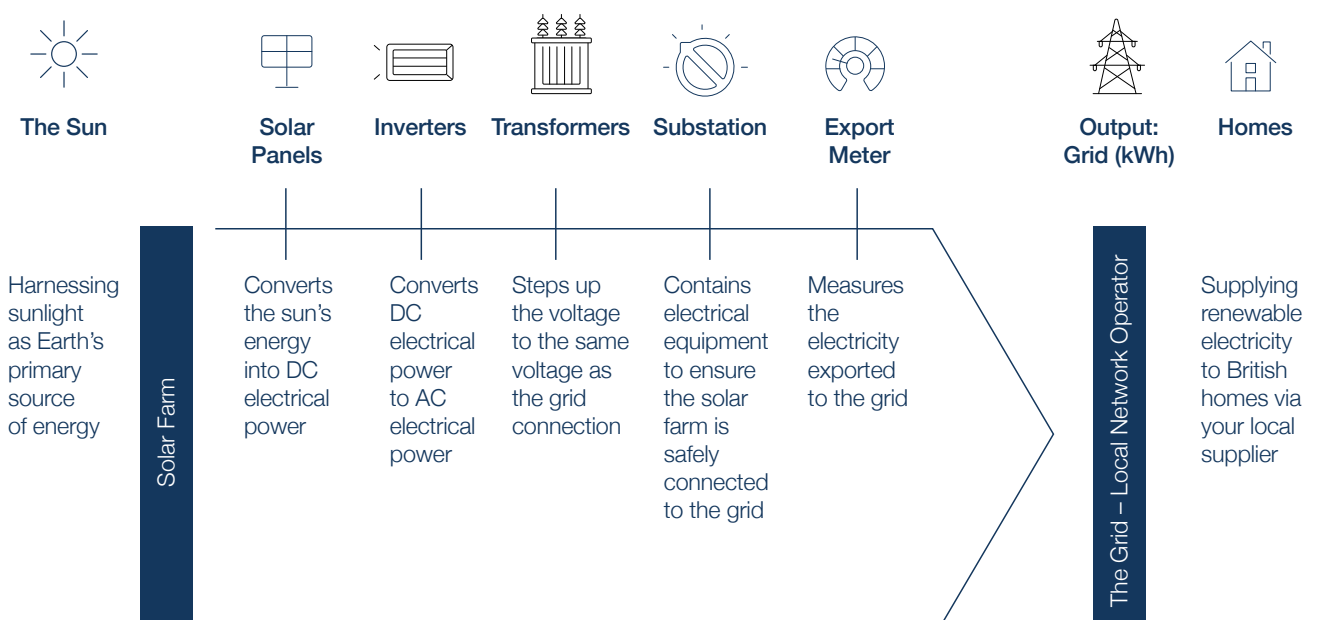 The Sun
Harnessing
sunlight
as Earth's
primary
source
of energy
Solar Farm
Solar
Panels
Converts
the sun's
energy
into DC
electrical
power
Inverters
Converts
DC
electrical
power
to AC
electrical
power
Transformers
Steps up
the voltage
to the same
voltage as
the grid
connection
Substation
Contains
electrical
equipment
to ensure
the solar
farm is
safely
connected
to the grid
Export
Meter
Measures
the
electricity
exported
to the grid
Output:
Grid (kWh)
The Grid – Local Network Operator
Homes
Supplying
renewable
electricity
to British
homes via
your local
supplier